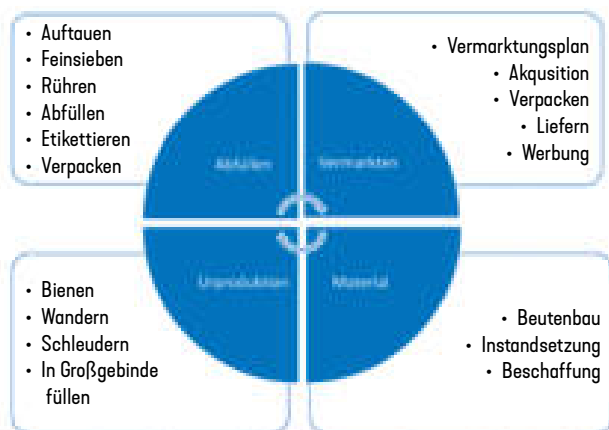 • Auftauen
• Feinsieben
• Rühren
• Abfüllen
• Etikettieren
• Verpacken
• Vermarktungsplan
• Akqusition
• Verpacken
• Liefern
• Werbung
Abfüllen
Vermarkten
Urproduktion
Material
• Bienen
• Wandern
• Schleudern
• In Großgebinde
füllen
• Beutenbau
• Instandsetzung
• Beschaffung